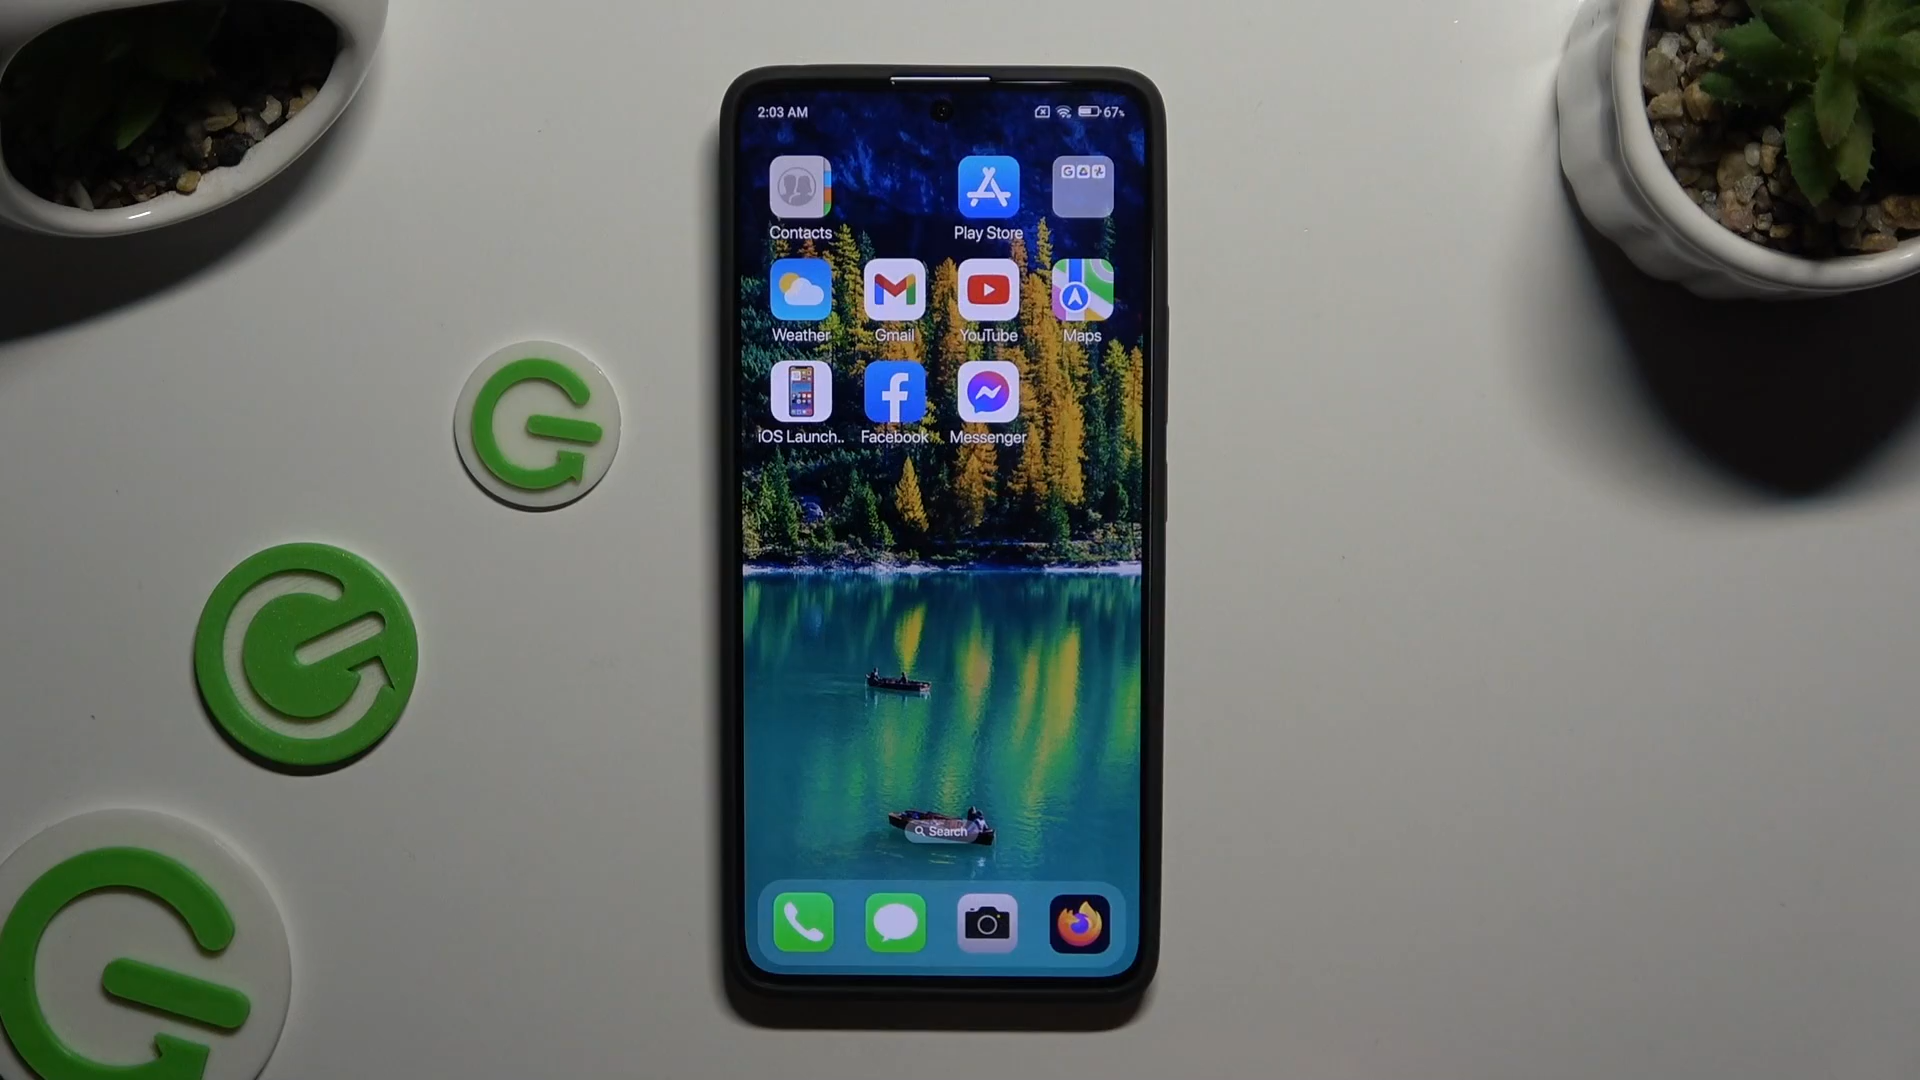 2:03 AM 67%
Contacts Play Store
Weather Gmail YouTube Maps
iOS Launch.. Facebook Messenger
Search